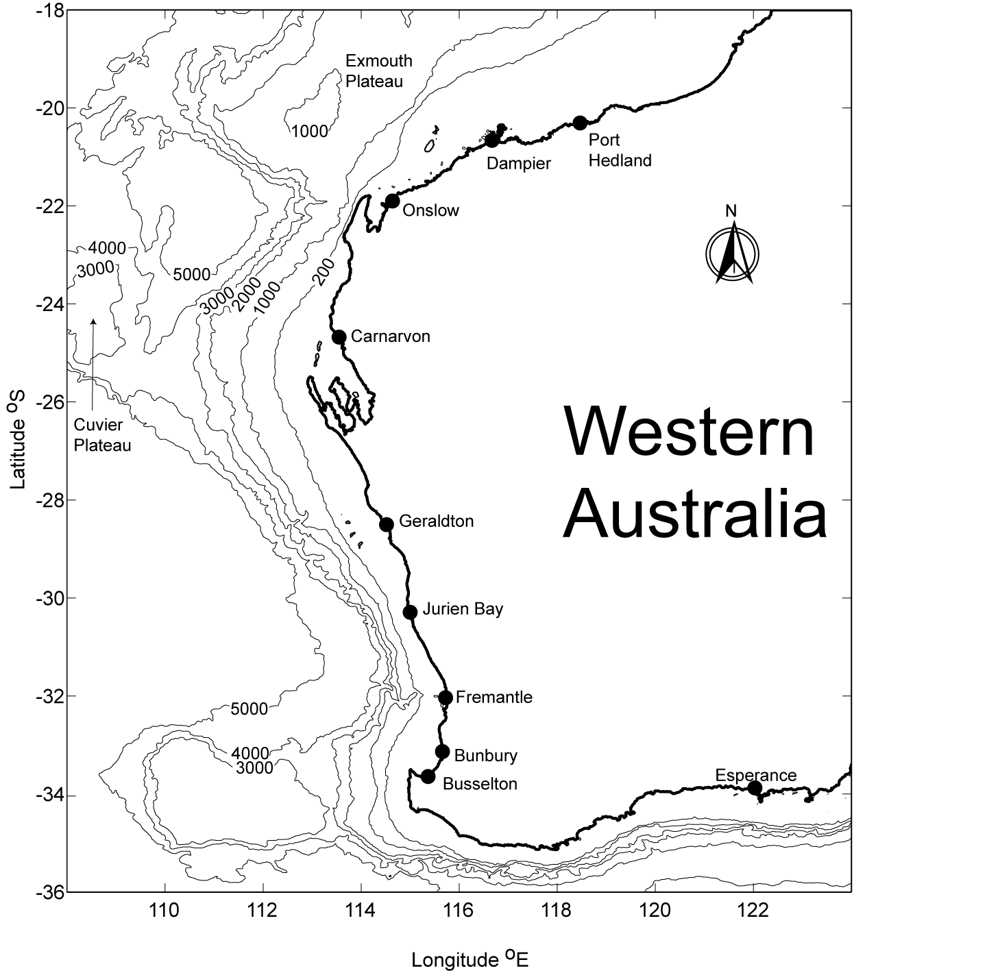 -18
Exmouth
Plateau
-20
1000
Port
Hedland
Dampier
-22
Onslow
N
4000
3000
5000
200
3000
2000
1000
-24
Carnarvon
-26
Cuvier
Plateau
Western
Australia
Latitude ºS
-28
Geraldton
-30
Jurien Bay
-32
Fremantle
5000
4000
3000
Bunbury
Busselton
Esperance
-34
-36
110
112
114
116
118
120
122
Longitude ºE